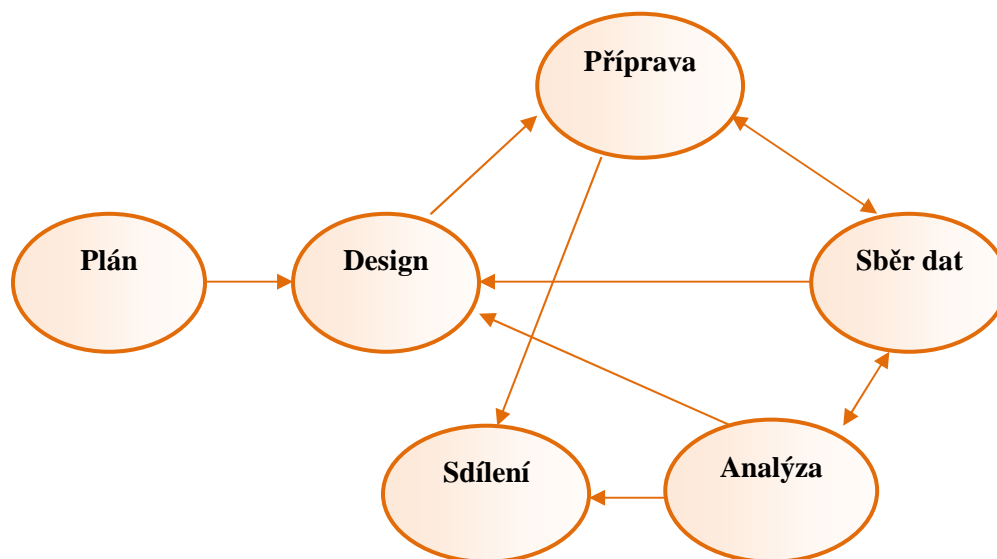 Příprava
Plán
Design
Sběr dat
Sdílení
Analýza